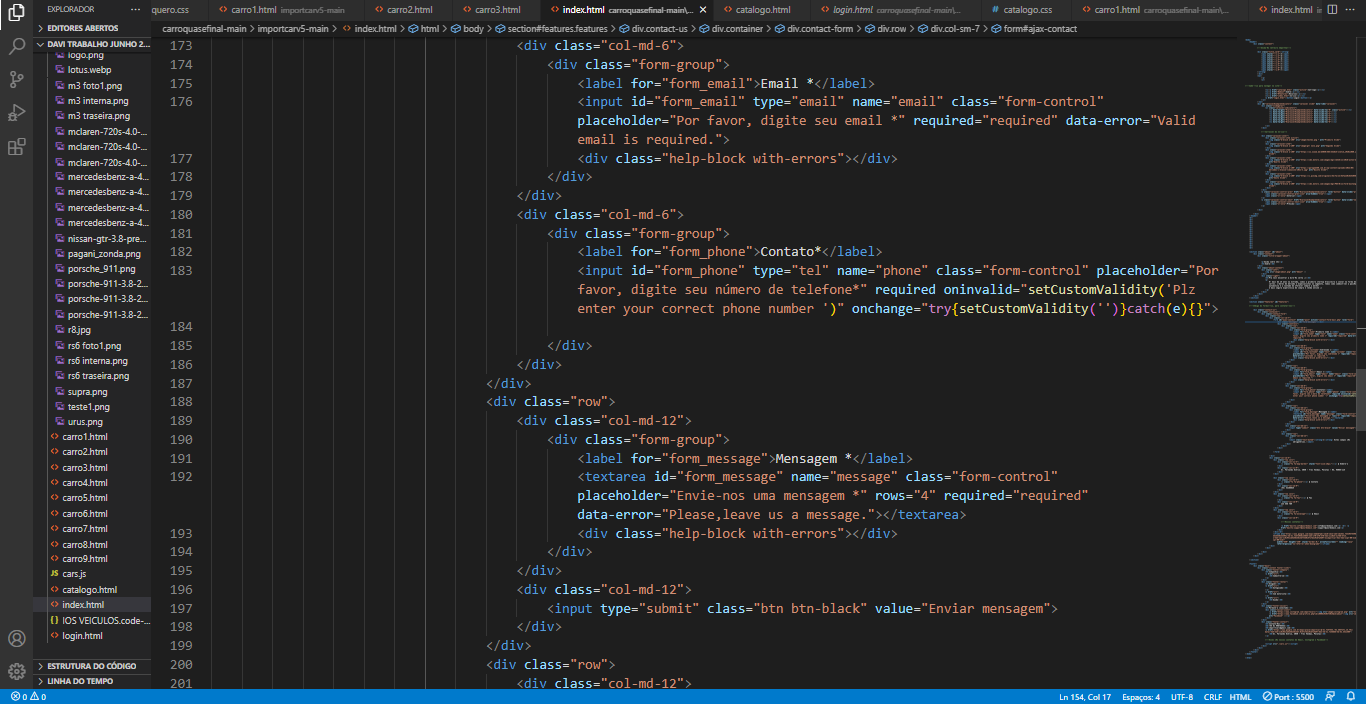 EXPLORADOR ···
quero.css
carro1.html importcarv5-main
carro2.html
carro3.html
index.html carroquasefinal-main\...
catalogo.html
login.html carroquasefinal-main\...
catalogo.css
carro1.html carroquasefinal-main\...
index.html
EDITORES ABERTOS
DAVI TRABALHO JUNHO 2...
carroquasefinal-main > importcarv5-main > index.html > html > body > section#features.features > div.contact-us > div.container > div.contact-form > div.row > div.col-sm-7 > form#ajax-contact
logo.png
lotus.webp
m3 foto1.png
m3 interna.png
m3 traseira.png
mclaren-720s-4.0-...
mclaren-720s-4.0-...
mclaren-720s-4.0-...
mercedesbenz-a-4...
mercedesbenz-a-4...
mercedesbenz-a-4...
mercedesbenz-a-4...
nissan-gtr-3.8-pre...
pagani_zonda.png
porsche_911.png
porsche-911-3.8-2...
porsche-911-3.8-2...
porsche-911-3.8-2...
r8.jpg
rs6 foto1.png
rs6 interna.png
rs6 traseira.png
supra.png
teste1.png
urus.png
carro1.html
carro2.html
carro3.html
carro4.html
carro5.html
carro6.html
carro7.html
carro8.html
carro9.html
JS cars.js
catalogo.html
index.html
{} IOS VEICULOS.code-...
login.html
ESTRUTURA DO CÓDIGO
LINHA DO TEMPO
173 <div class="col-md-6">
174 <div class="form-group">
175 <label for="form_email">Email *</label>
176 <input id="form_email" type="email" name="email" class="form-control"
placeholder="Por favor, digite seu email *" required="required" data-error="Valid
email is required.">
177 <div class="help-block with-errors"></div>
178 </div>
179 </div>
180 <div class="col-md-6">
181 <div class="form-group">
182 <label for="form_phone">Contato*</label>
183 <input id="form_phone" type="tel" name="phone" class="form-control" placeholder="Por
favor, digite seu número de telefone*" required oninvalid="setCustomValidity('Plz
enter your correct phone number ')" onchange="try{setCustomValidity('')}catch(e){}">
184
185 </div>
186 </div>
187 </div>
188 <div class="row">
189 <div class="col-md-12">
190 <div class="form-group">
191 <label for="form_message">Mensagem *</label>
192 <textarea id="form_message" name="message" class="form-control"
placeholder="Envie-nos uma mensagem *" rows="4" required="required"
data-error="Please,leave us a message."></textarea>
193 <div class="help-block with-errors"></div>
194 </div>
195 </div>
196 <div class="col-md-12">
197 <input type="submit" class="btn btn-black" value="Enviar mensagem">
198 </div>
199 </div>
200 <div class="row">
201 <div class="col-md-12">
0 0
Ln 154, Col 17 Espaços: 4 UTF-8 CRLF HTML Port : 5500